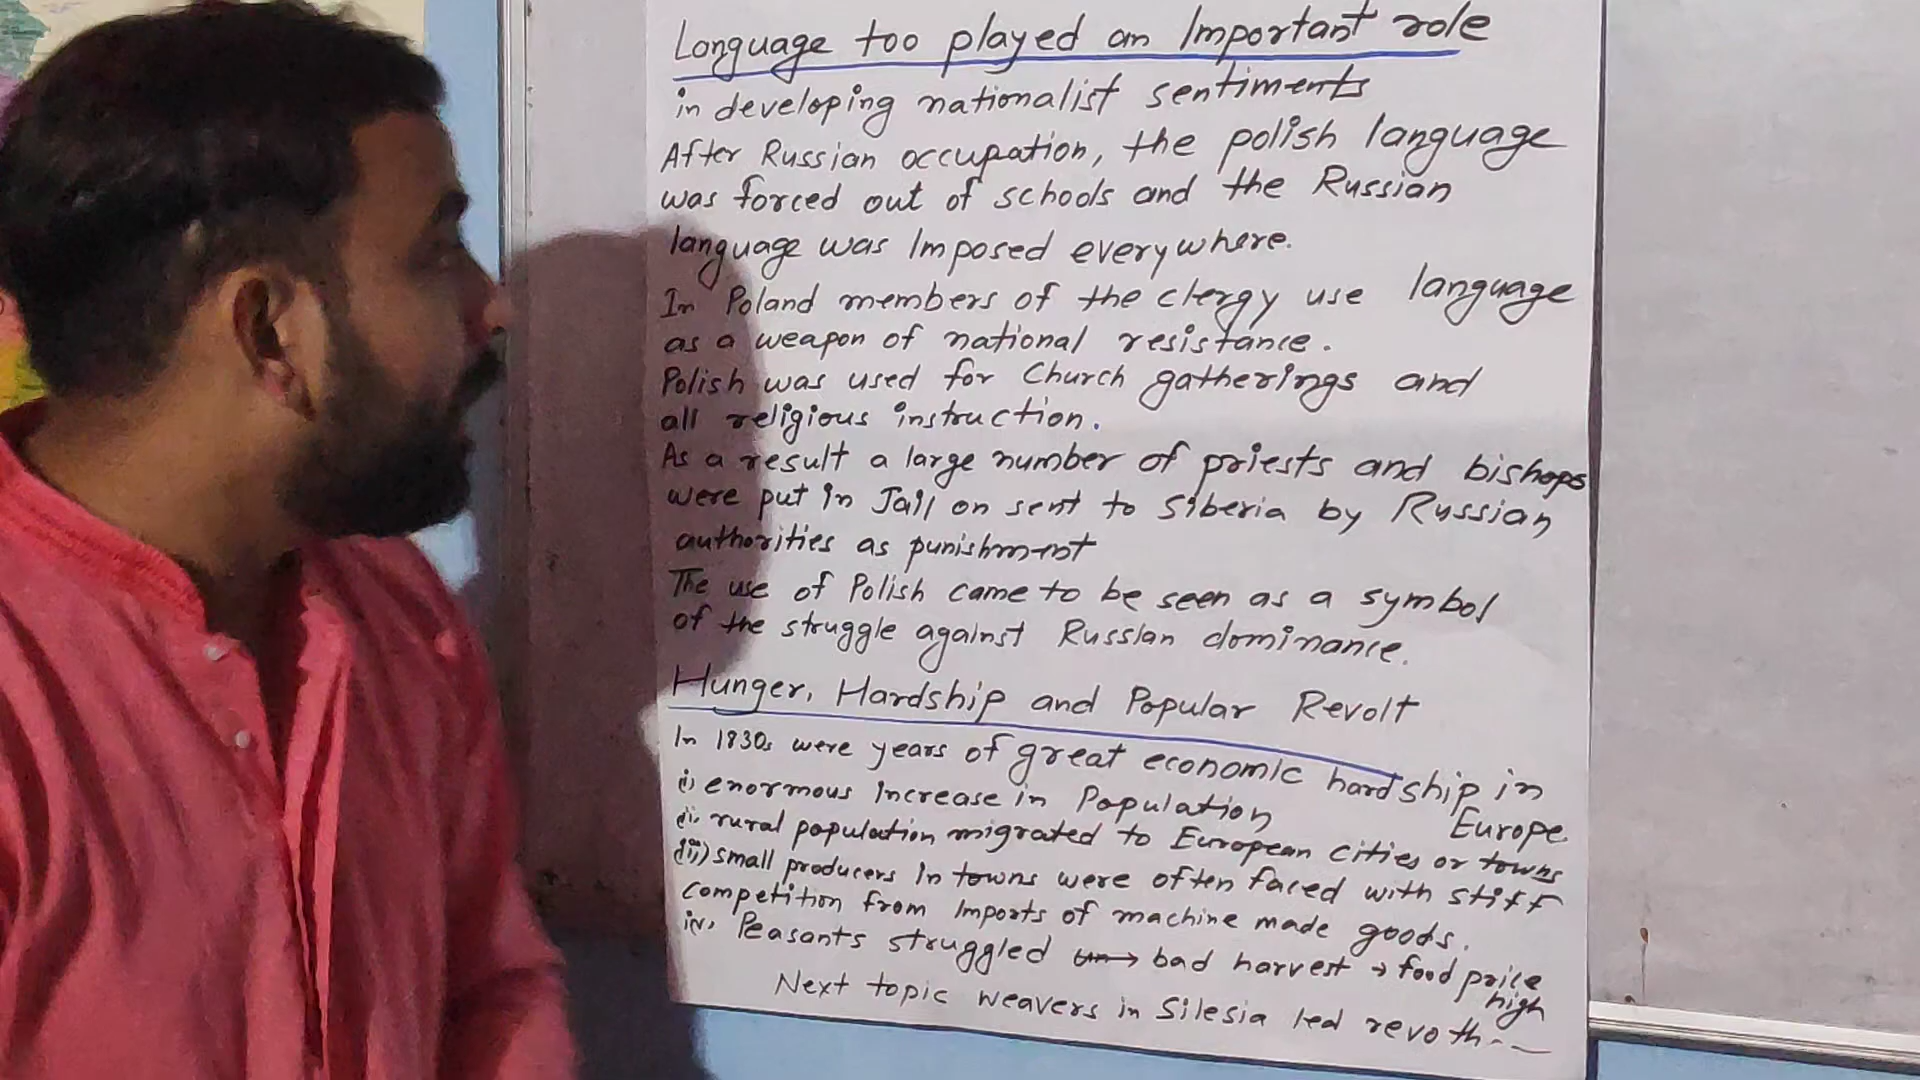 Language too played an Important role
in developing nationalist sentiments
After Russian occupation, the polish language
was forced out of schools and the Russian
language was Imposed everywhere.
In Poland members of the clergy use language
as a weapon of national resistance.
Polish was used for Church gatherings and
all religious instruction.
As a result a large number of priests and bishops
were put in Jail on sent to Siberia by Russian
authorities as punishment
The use of Polish came to be seen as a symbol
of the struggle against Russian dominance.
Hunger, Hardship and Popular Revolt
In 1830s were years of great economic hardship in
Europe.
(i) enormous Increase in Population
(ii) rural population migrated to European cities or towns
(iii) small producers In towns were often faced with stiff
competition from Imports of machine made goods.
iv, Peasants struggled → bad harvest → food price
high
Next topic weavers in Silesia led revolt---